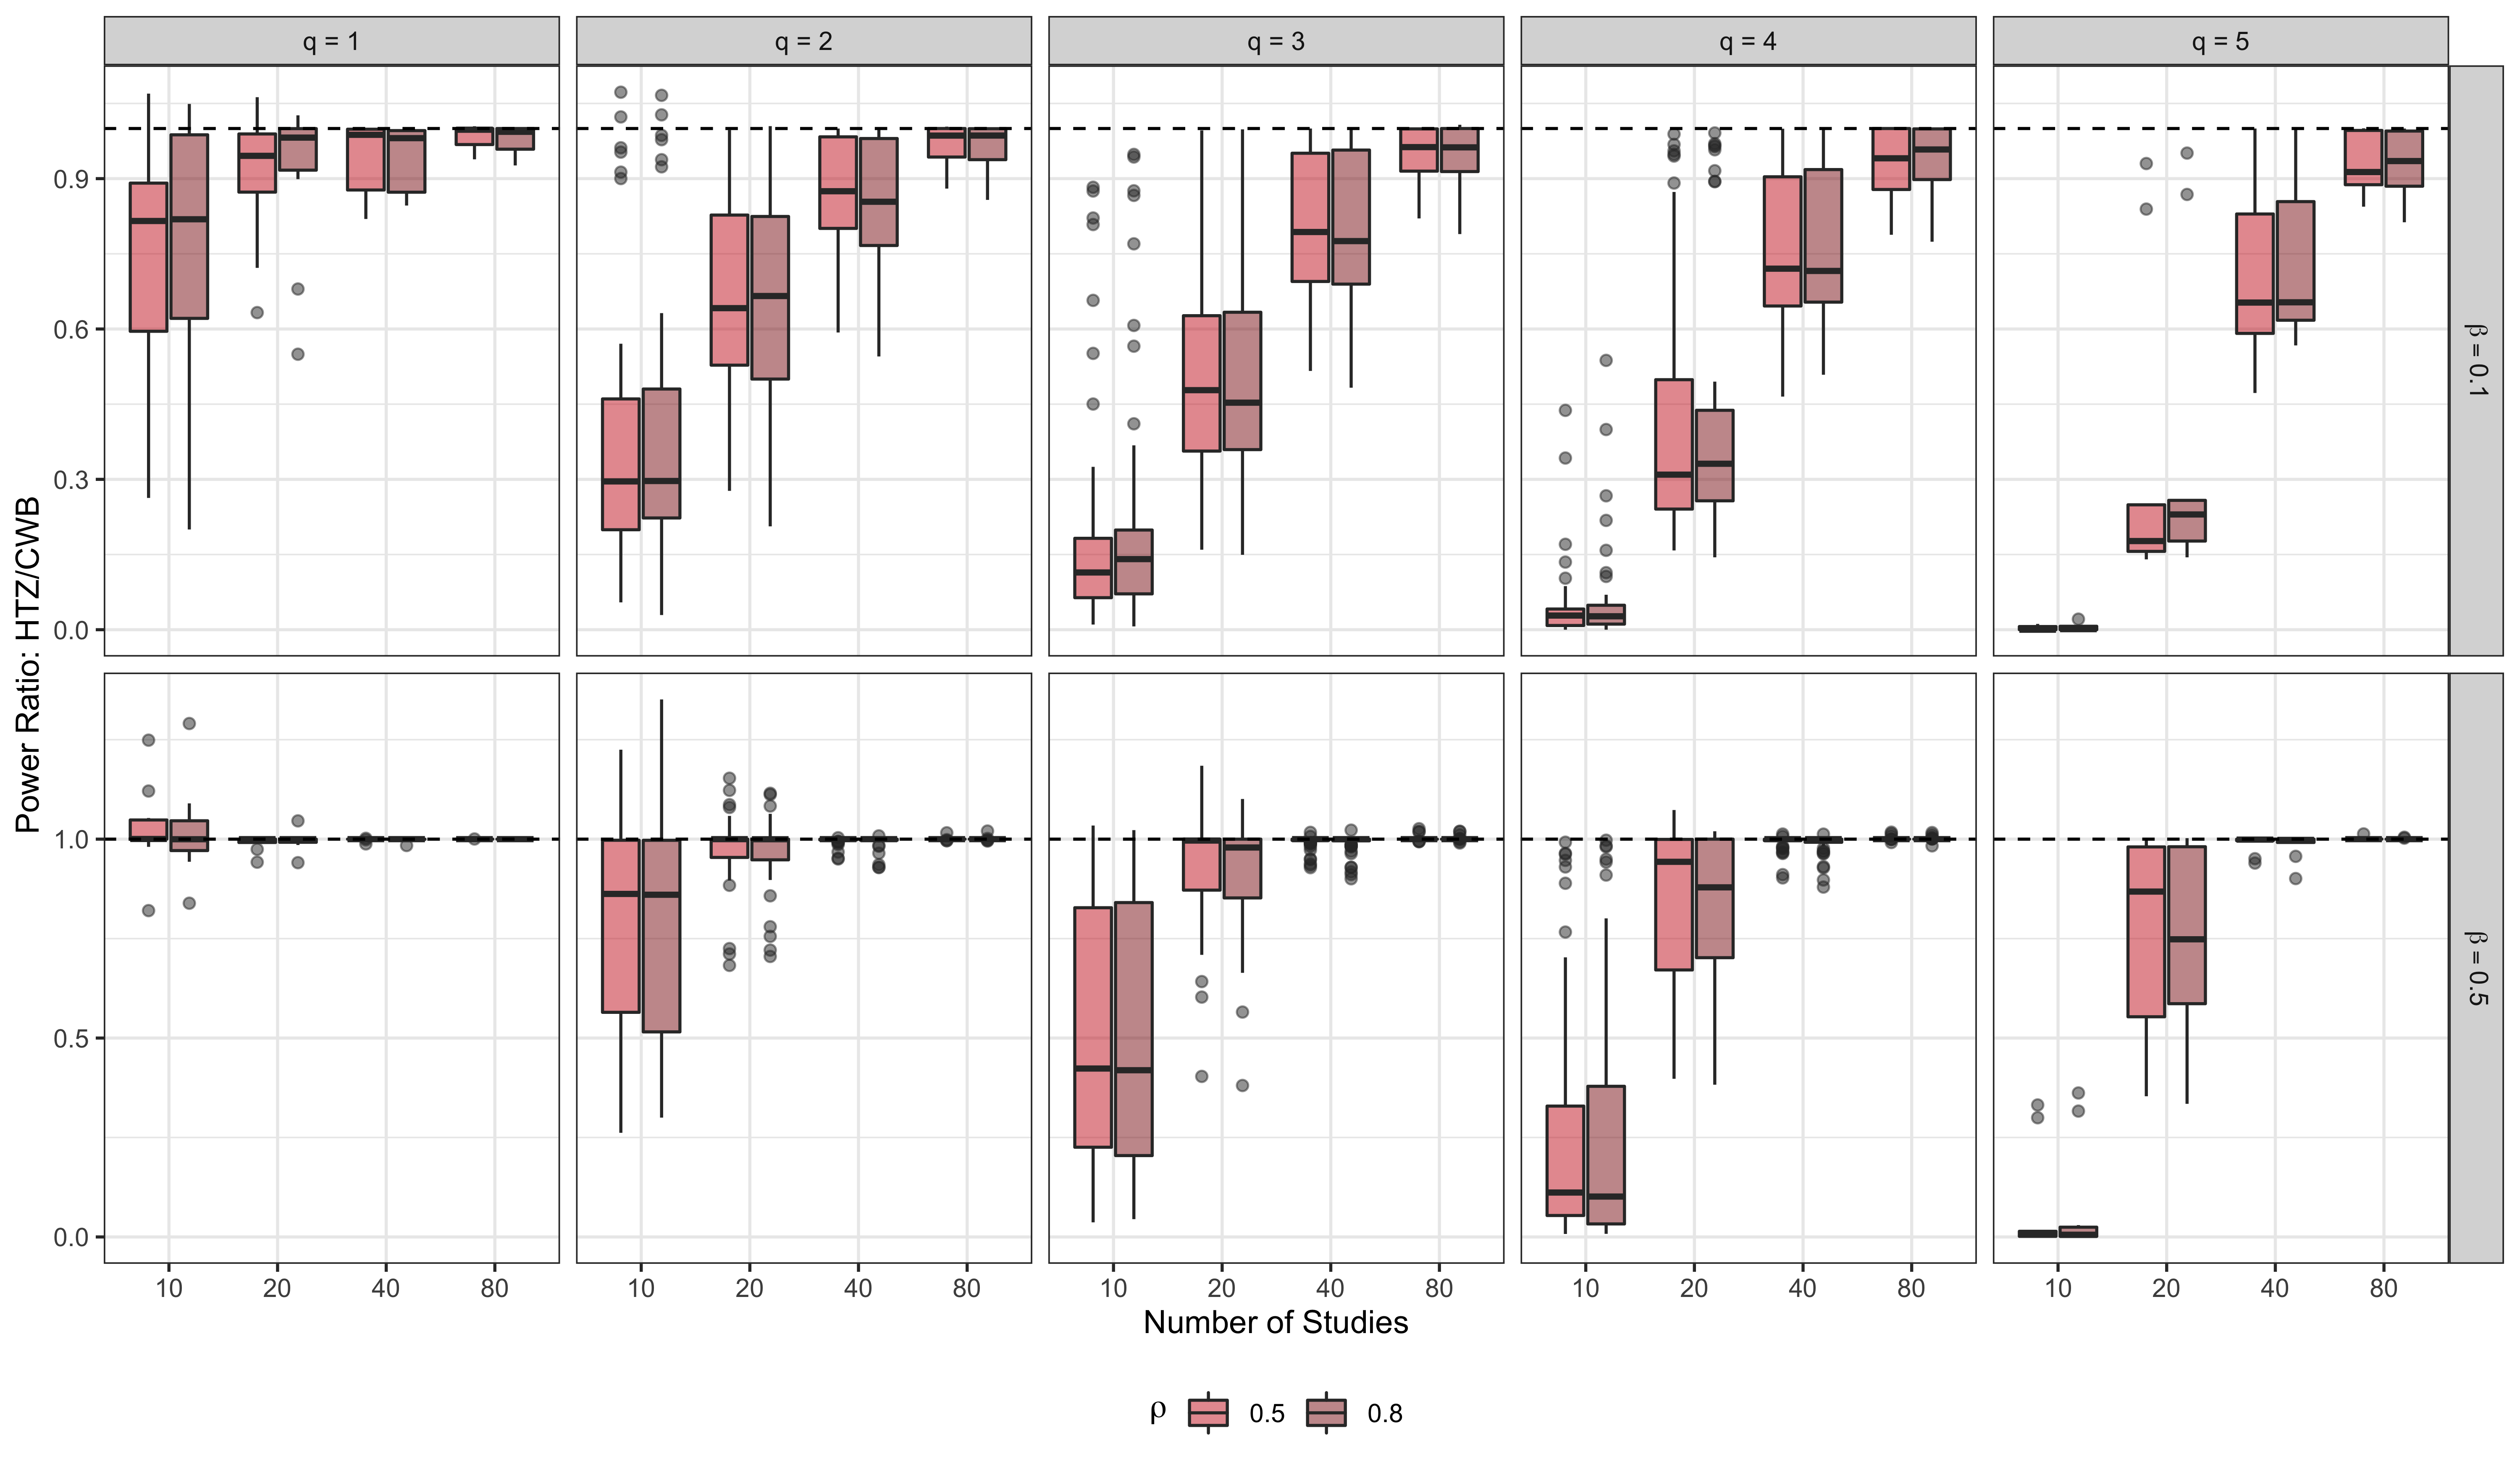 q = 1 q = 2 q = 3 q = 4 q = 5
Power Ratio: HTZ/CWB
0.9
0.6
0.3
0.0
β = 0.1
1.0
0.5
0.0
β = 0.5
10 20 40 80 10 20 40 80 10 20 40 80 10 20 40 80 10 20 40 80
Number of Studies
ρ 0.5 0.8